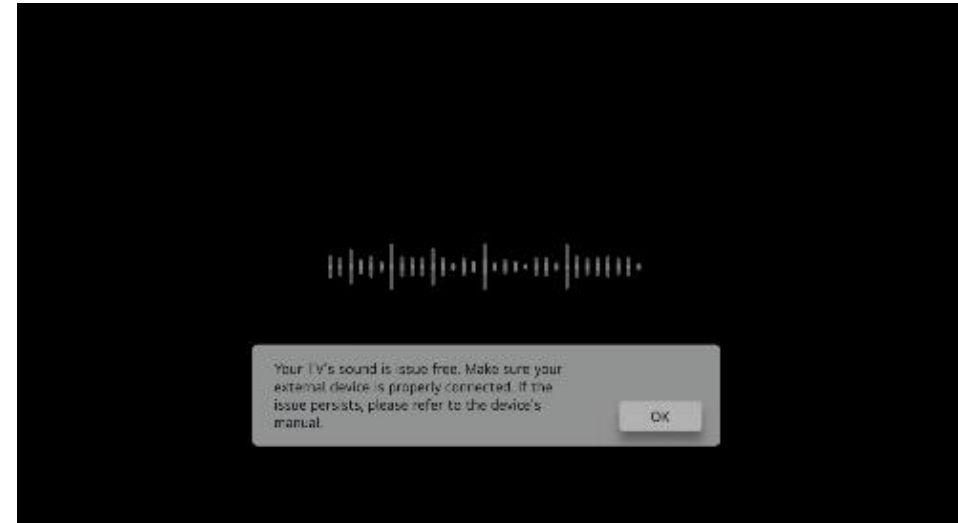 Your TV's sound is issue free. Make sure your
external device is properly connected. If the
issue persists, please refer to the device's
manual.
OK